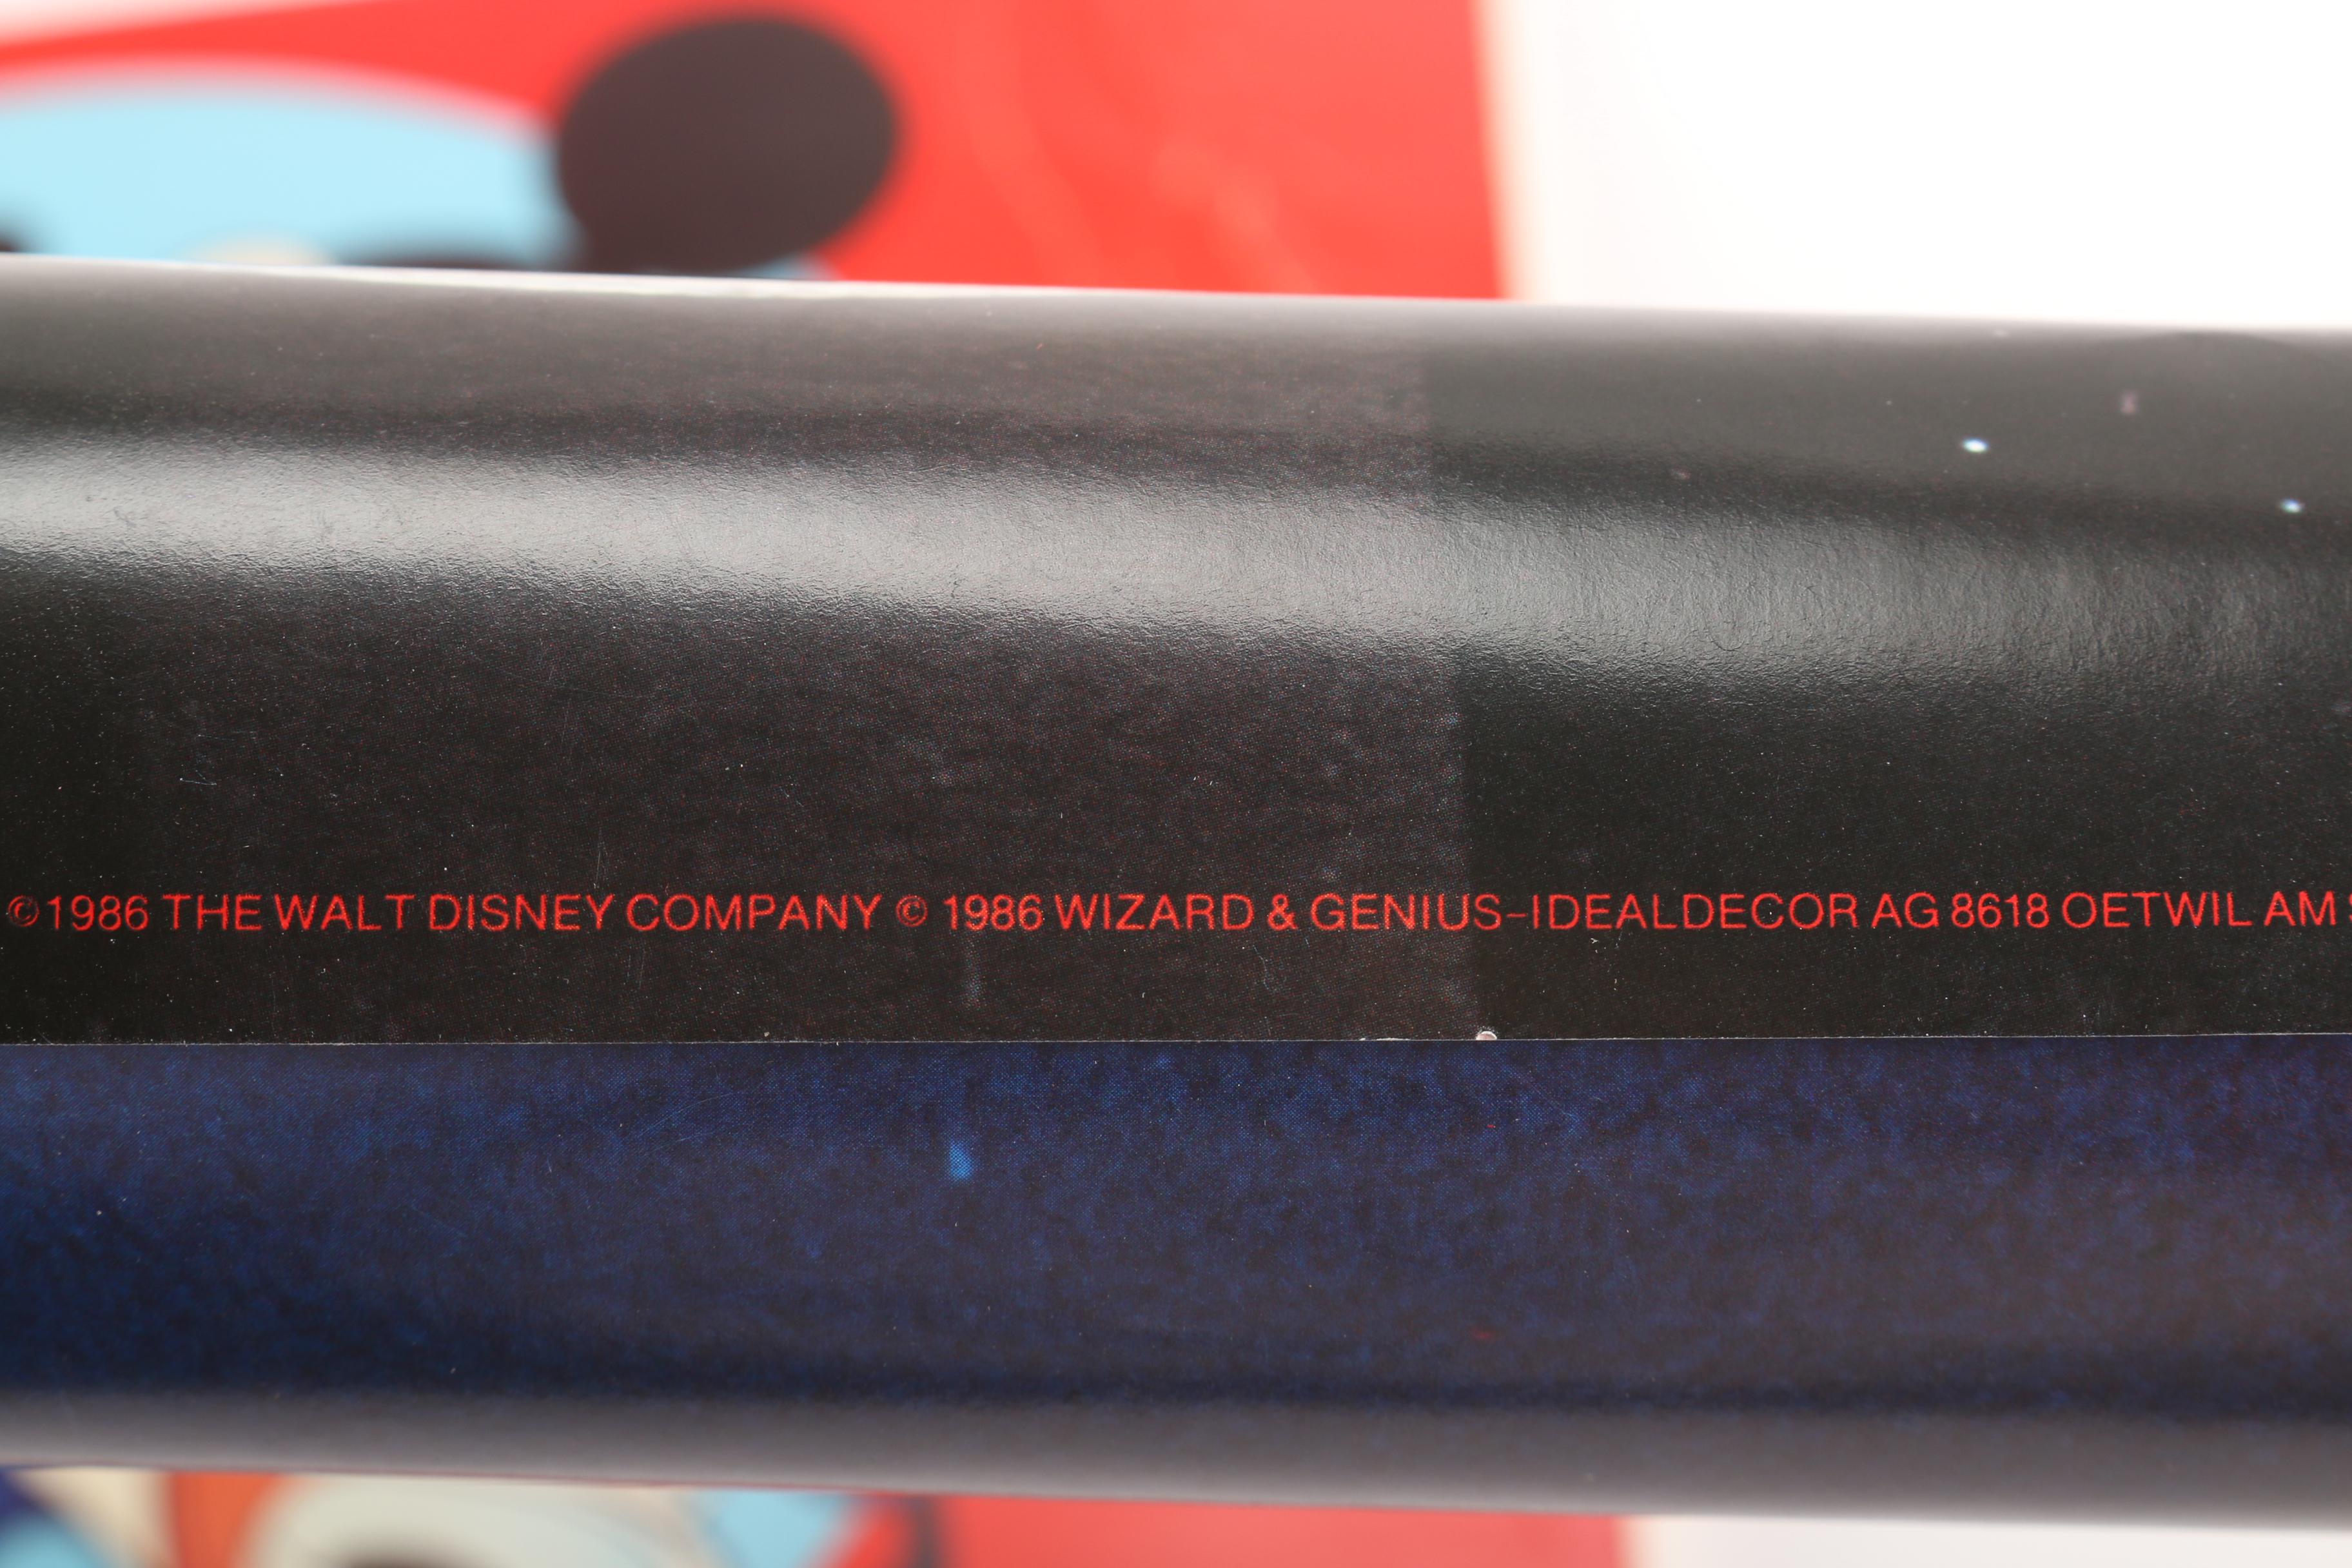 ©1986 THE WALT DISNEY COMPANY © 1986 WIZARD & GENIUS-IDEALDECOR AG 8618 OETWIL AM